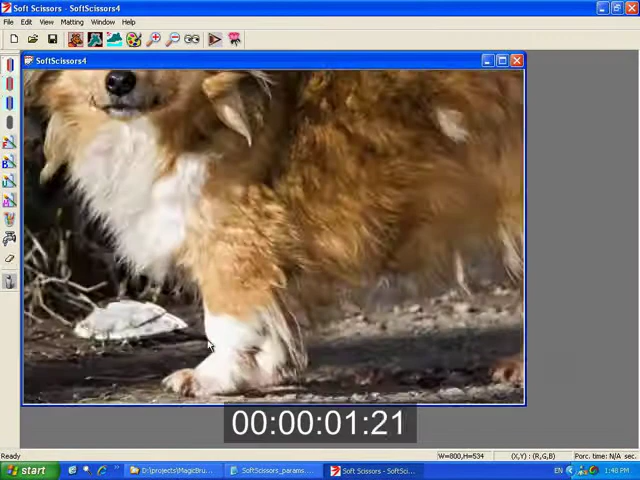 Soft Scissors - SoftScissors4
File Edit View Matting Window Help
SoftScissors4
F
B
U
A
00:00:01:21
Ready
W=800,H=534 (X,Y) : (R,G,B) Porc. time: N/A sec.
start D:\projects\MagicBru... SoftScissors_params.... Soft Scissors - SoftSci... EN 1:48 PM